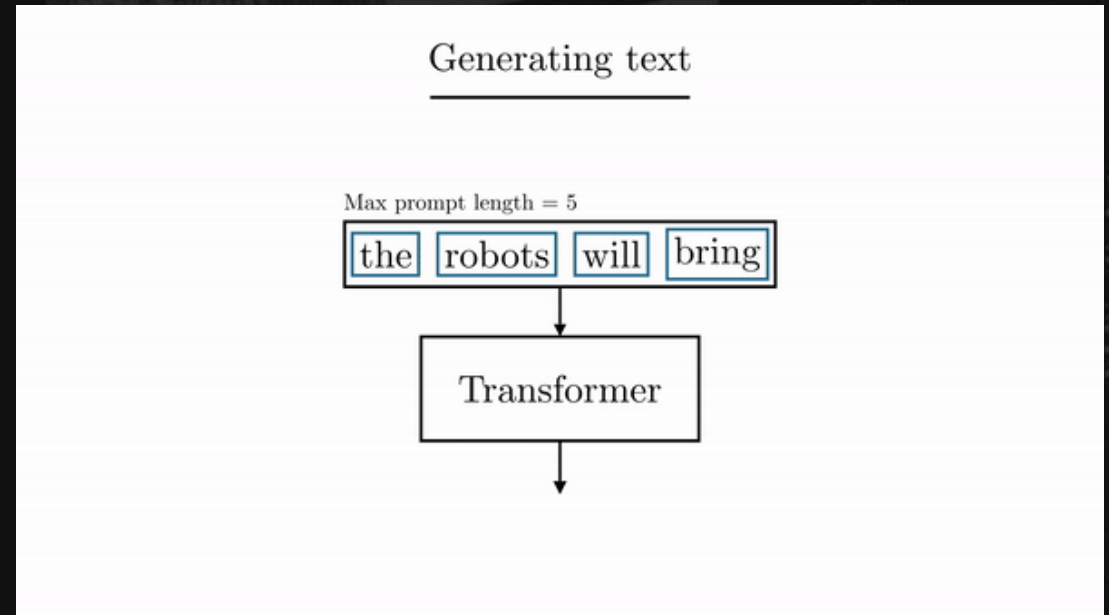 Generating text
Max prompt length = 5
the robots will bring
Transformer